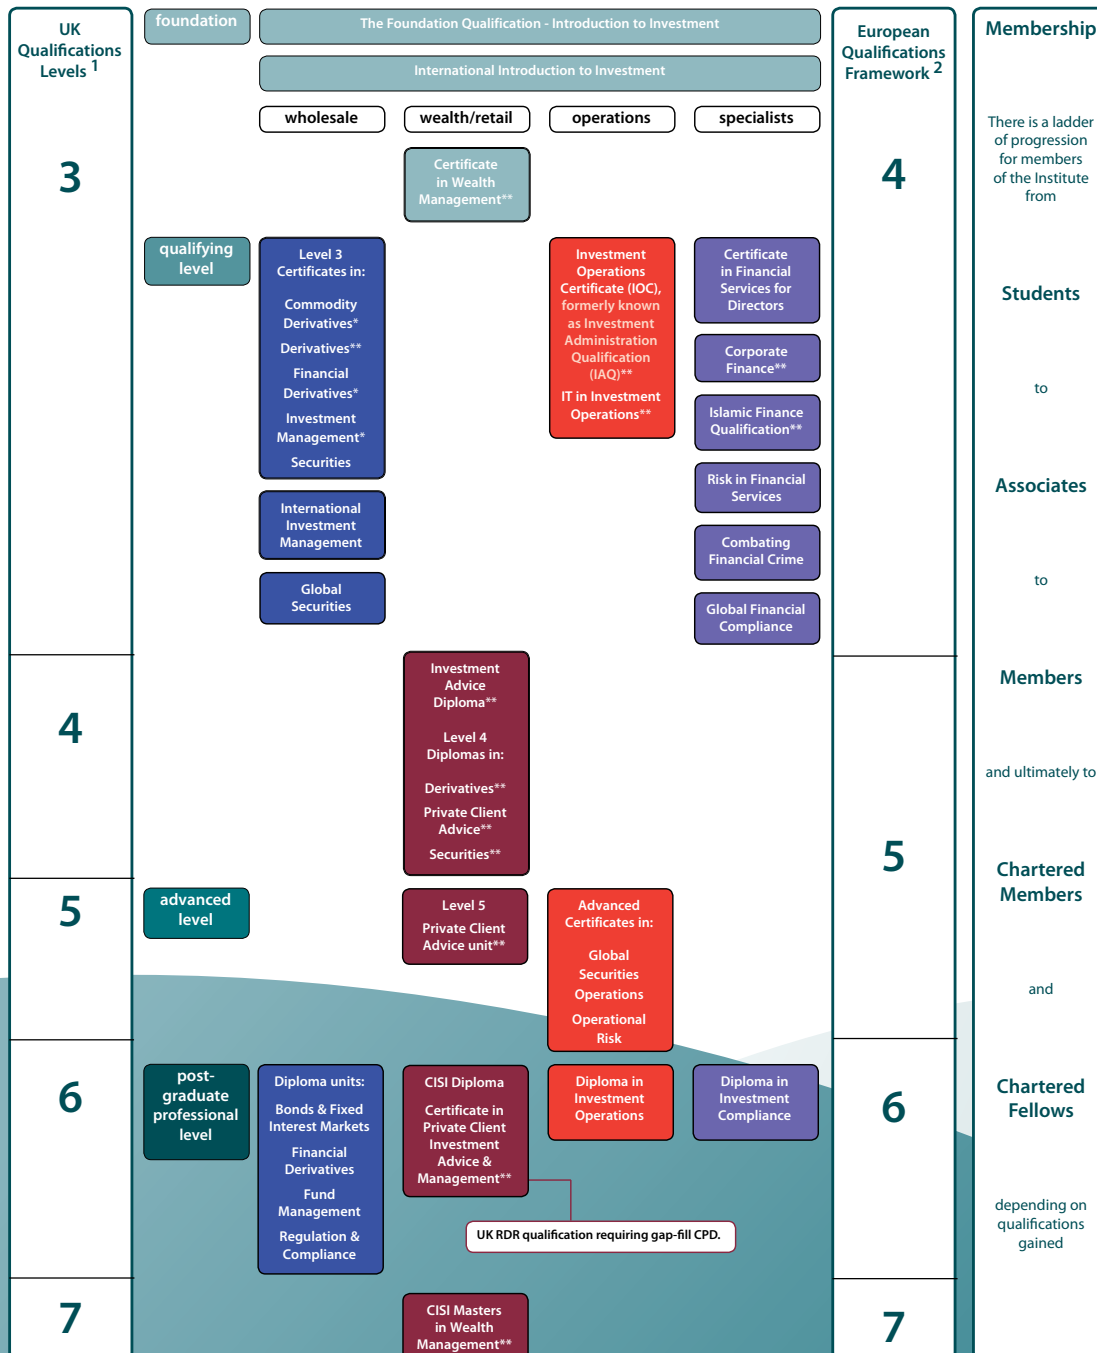 UK
Qualifications
Levels 1
3
4
5
6
7
foundation
The Foundation Qualification - Introduction to Investment
International Introduction to Investment
wholesale
wealth/retail
operations
specialists
Certificate
in Wealth
Management**
qualifying
level
Level 3
Certificates in:
Commodity
Derivatives*
Derivatives**
Financial
Derivatives*
Investment
Management*
Securities
International
Investment
Management
Global
Securities
Investment
Operations
Certificate (IOC),
formerly known
as Investment
Administration
Qualification
(IAQ)**
IT in Investment
Operations**
Certificate
in Financial
Services for
Directors
Corporate
Finance**
Islamic Finance
Qualification**
Risk in Financial
Services
Combating
Financial Crime
Global Financial
Compliance
Investment
Advice
Diploma**
Level 4
Diplomas in:
Derivatives**
Private Client
Advice**
Securities**
advanced
level
Level 5
Private Client
Advice unit**
Advanced
Certificates in:
Global
Securities
Operations
Operational
Risk
post-
graduate
professional
level
Diploma units:
Bonds & Fixed
Interest Markets
Financial
Derivatives
Fund
Management
Regulation &
Compliance
CISI Diploma
Certificate in
Private Client
Investment
Advice &
Management**
Diploma in
Investment
Operations
Diploma in
Investment
Compliance
UK RDR qualification requiring gap-fill CPD.
CISI Masters
in Wealth
Management**
European
Qualifications
Framework 2
4
5
6
7
Membership
There is a ladder
of progression
for members
of the Institute
from
Students
to
Associates
to
Members
and ultimately to
Chartered
Members
and
Chartered
Fellows
depending on
qualifications
gained